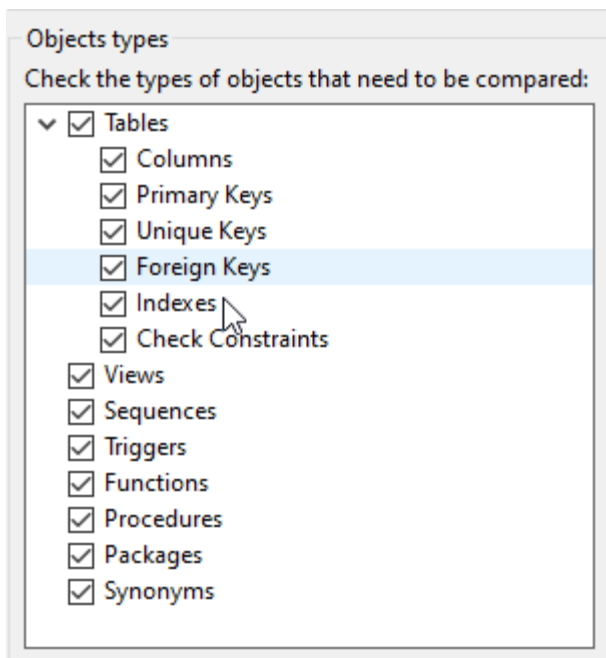 Objects types
Check the types of objects that need to be compared:
Tables
Columns
Primary Keys
Unique Keys
Foreign Keys
Indexes
Check Constraints
Views
Sequences
Triggers
Functions
Procedures
Packages
Synonyms